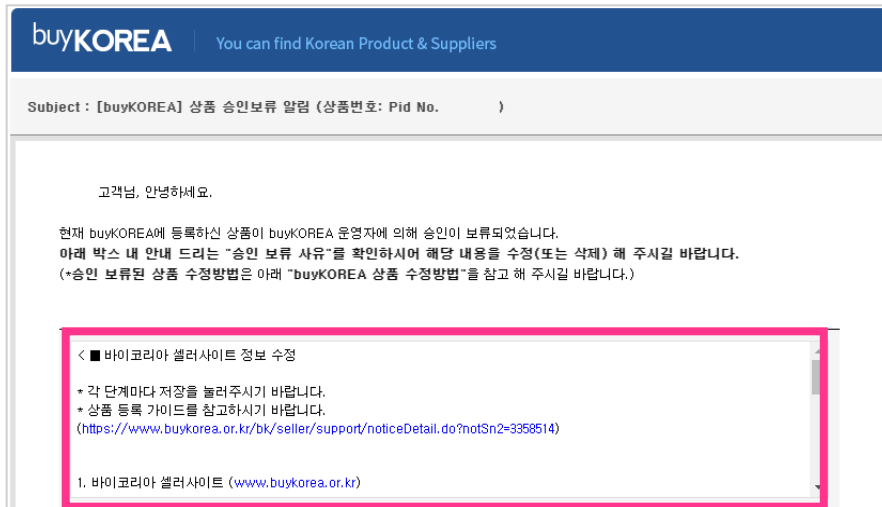 buyKOREA You can find Korean Product & Suppliers
Subject : [buyKOREA] 상품 승인보류 알림 (상품번호: Pid No. )
고객님, 안녕하세요.
현재 buyKOREA에 등록하신 상품이 buyKOREA 운영자에 의해 승인이 보류되었습니다.
아래 박스 내 안내 드리는 "승인 보류 사유"를 확인하시어 해당 내용을 수정(또는 삭제) 해 주시길 바랍니다.
(*승인 보류된 상품 수정방법은 아래 "buyKOREA 상품 수정방법"을 참고 해 주시길 바랍니다.)
< ■ 바이코리아 셀러사이트 정보 수정
* 각 단계마다 저장을 눌러주시기 바랍니다.
* 상품 등록 가이드를 참고하시기 바랍니다.
(https://www.buykorea.or.kr/bk/seller/support/noticeDetail.do?notSn2=3358514)
1. 바이코리아 셀러사이트 (www.buykorea.or.kr)